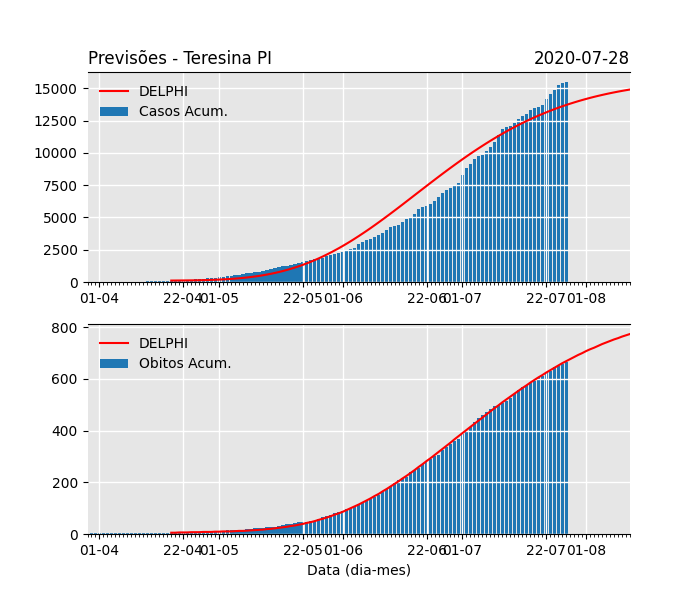 Previsões - Teresina PI 2020-07-28
DELPHI
Casos Acum.
15000
12500
10000
7500
5000
2500
0
01-04 22-04 01-05 22-05 01-06 22-06 01-07 22-07 01-08
DELPHI
Obitos Acum.
800
600
400
200
0
01-04 22-04 01-05 22-05 01-06 22-06 01-07 22-07 01-08
Data (dia-mes)